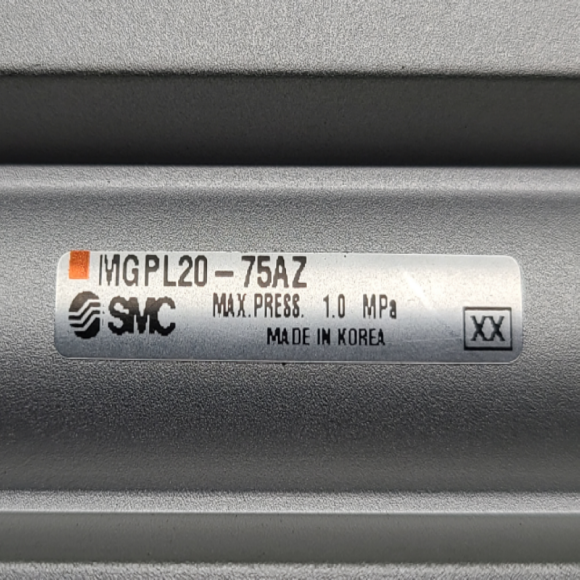 MGPL20-75AZ
SMC MAX.PRESS. 1.0 MPa
MADE IN KOREA XX